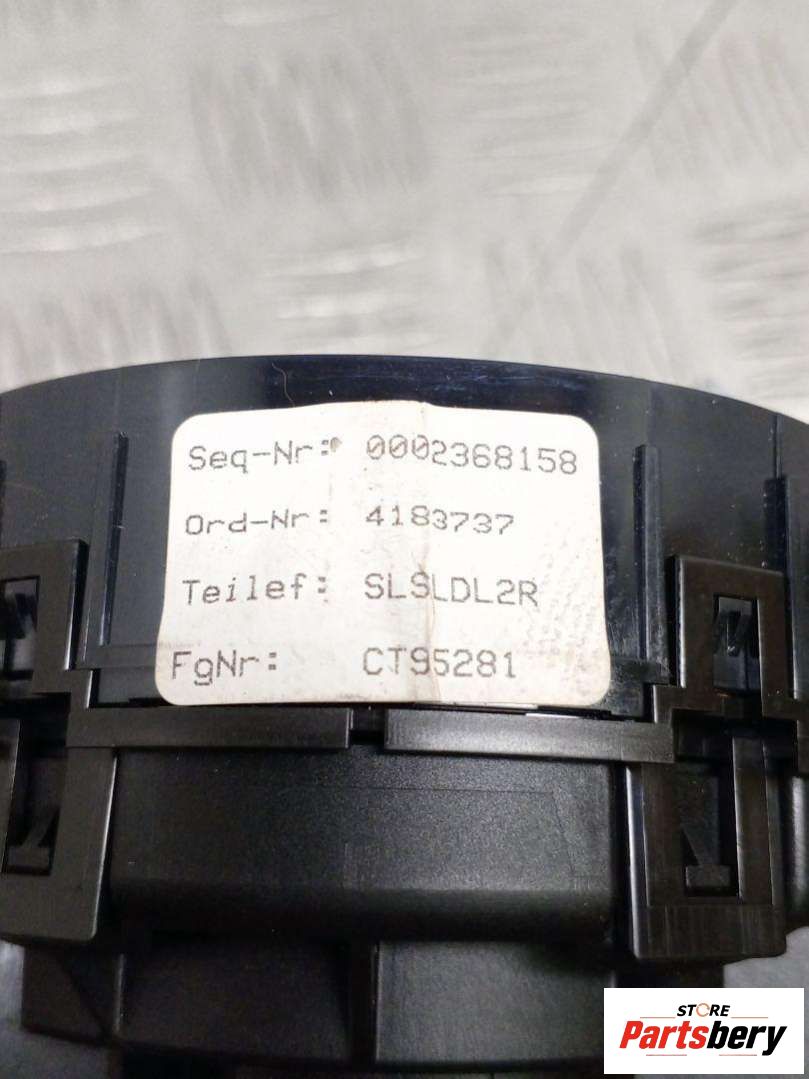 Seq-Nr: 0002368158
Ord-Nr: 4183737
Teilef: SLSLDL2R
FgNr: CT95281
STORE
Partsbery